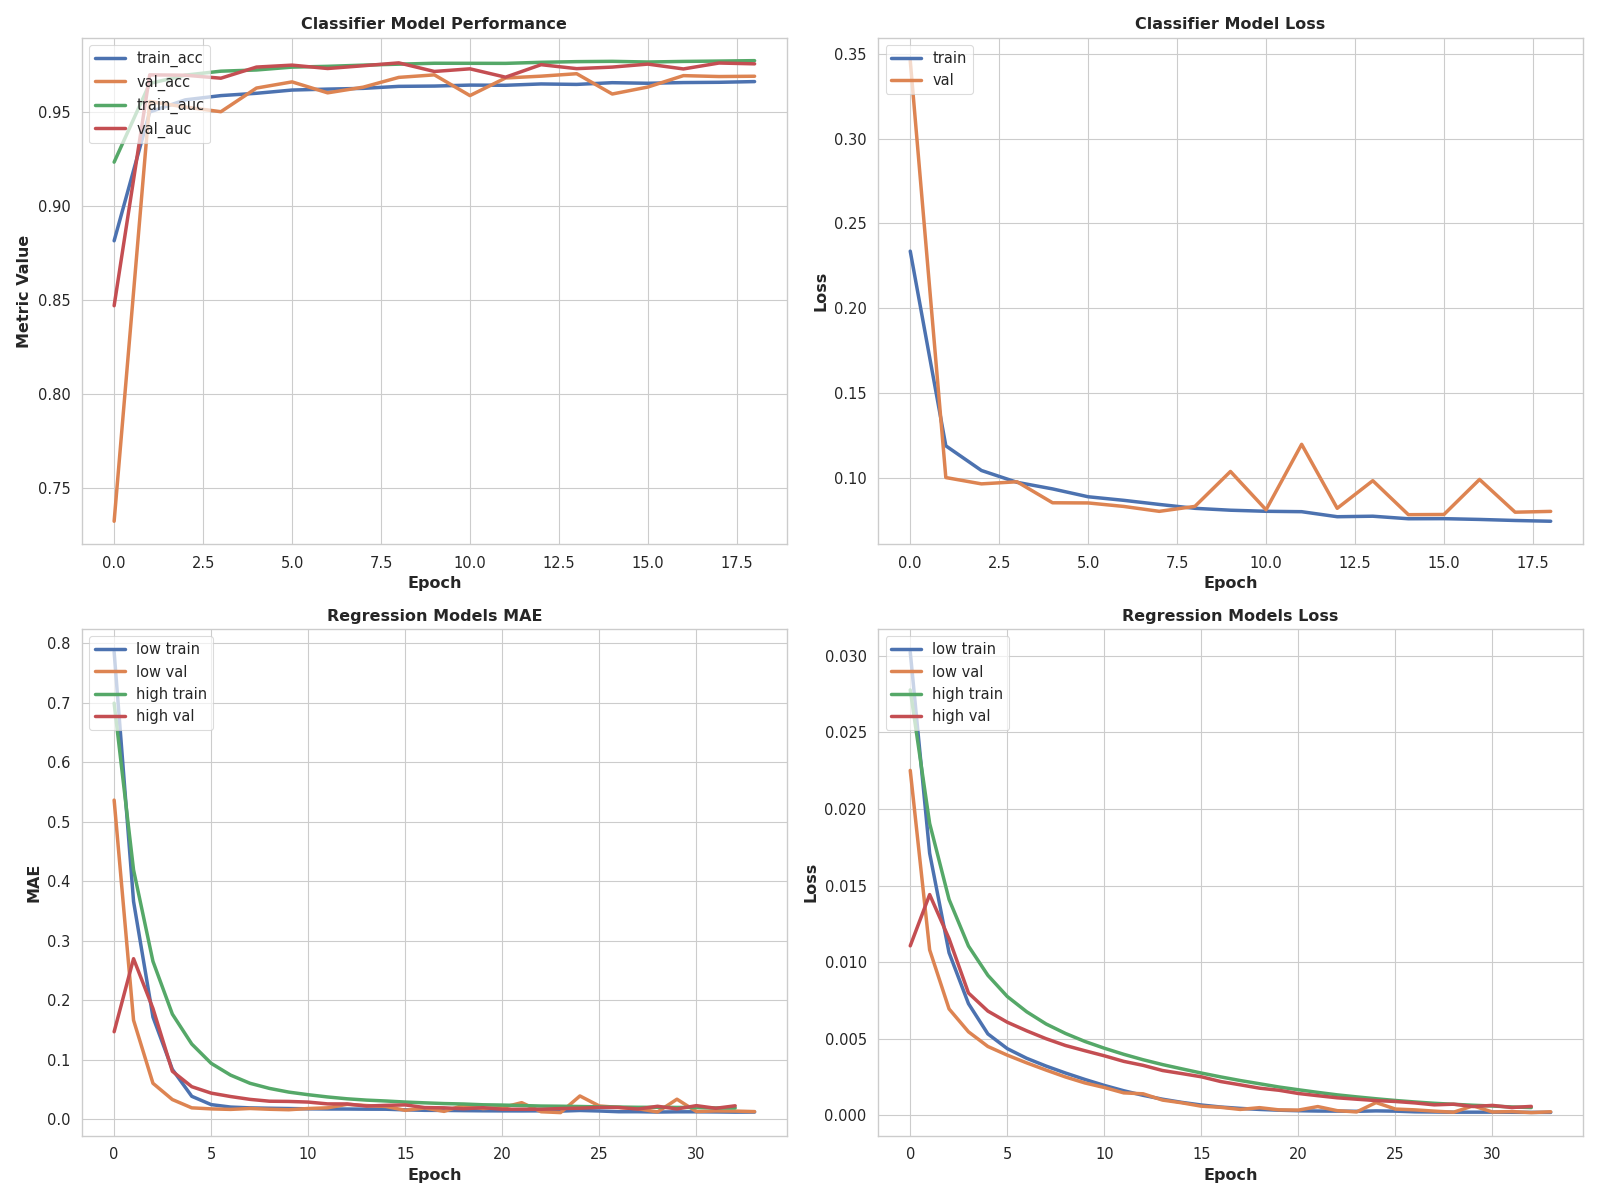 Classifier Model Performance
train_acc
val_acc
train_auc
val_auc
0.95
0.90
0.85
0.80
0.75
Metric Value
0.0 2.5 5.0 7.5 10.0 12.5 15.0 17.5
Epoch
Classifier Model Loss
train
val
0.35
0.30
0.25
0.20
0.15
0.10
Loss
0.0 2.5 5.0 7.5 10.0 12.5 15.0 17.5
Epoch
Regression Models MAE
low train
low val
high train
high val
0.8
0.7
0.6
0.5
0.4
0.3
0.2
0.1
0.0
MAE
0 5 10 15 20 25 30
Epoch
Regression Models Loss
low train
low val
high train
high val
0.030
0.025
0.020
0.015
0.010
0.005
0.000
Loss
0 5 10 15 20 25 30
Epoch